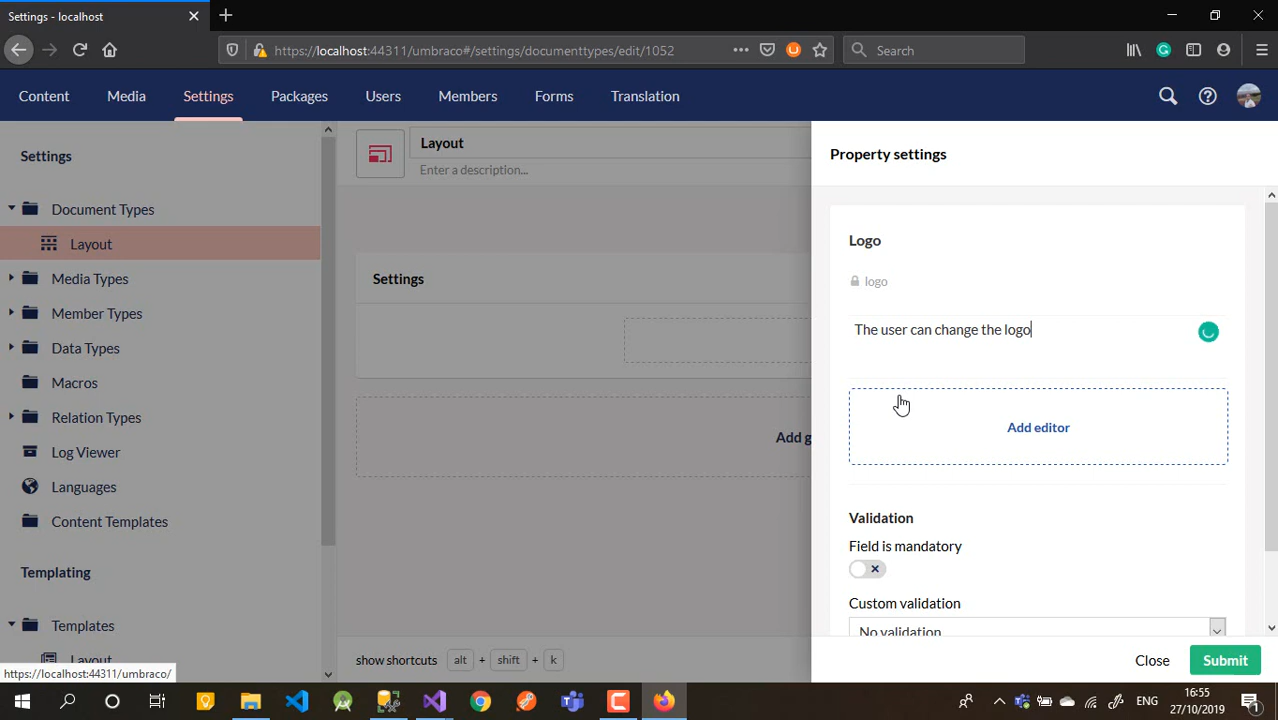 Settings - localhost
https://localhost:44311/umbraco#/settings/documenttypes/edit/1052
Search
Content Media Settings Packages Users Members Forms Translation
Settings
Document Types
Layout
Media Types
Member Types
Data Types
Macros
Relation Types
Log Viewer
Languages
Content Templates
Templating
Templates
Layout
https://localhost:44311/umbraco/
Layout
Enter a description...
Settings
Add g
show shortcuts alt + shift + k
Property settings
Logo
logo
The user can change the logo
Add editor
Validation
Field is mandatory
Custom validation
No validation
Close Submit
ENG
16:55
27/10/2019
1